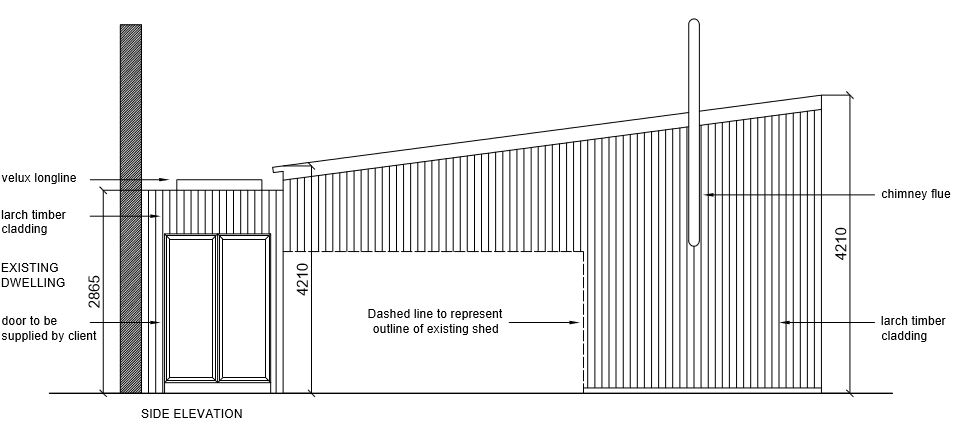 velux longline
larch timber
cladding
EXISTING
DWELLING
2865
door to be
supplied by client
4210
Dashed line to represent
outline of existing shed
chimney flue
4210
larch timber
cladding
SIDE ELEVATION